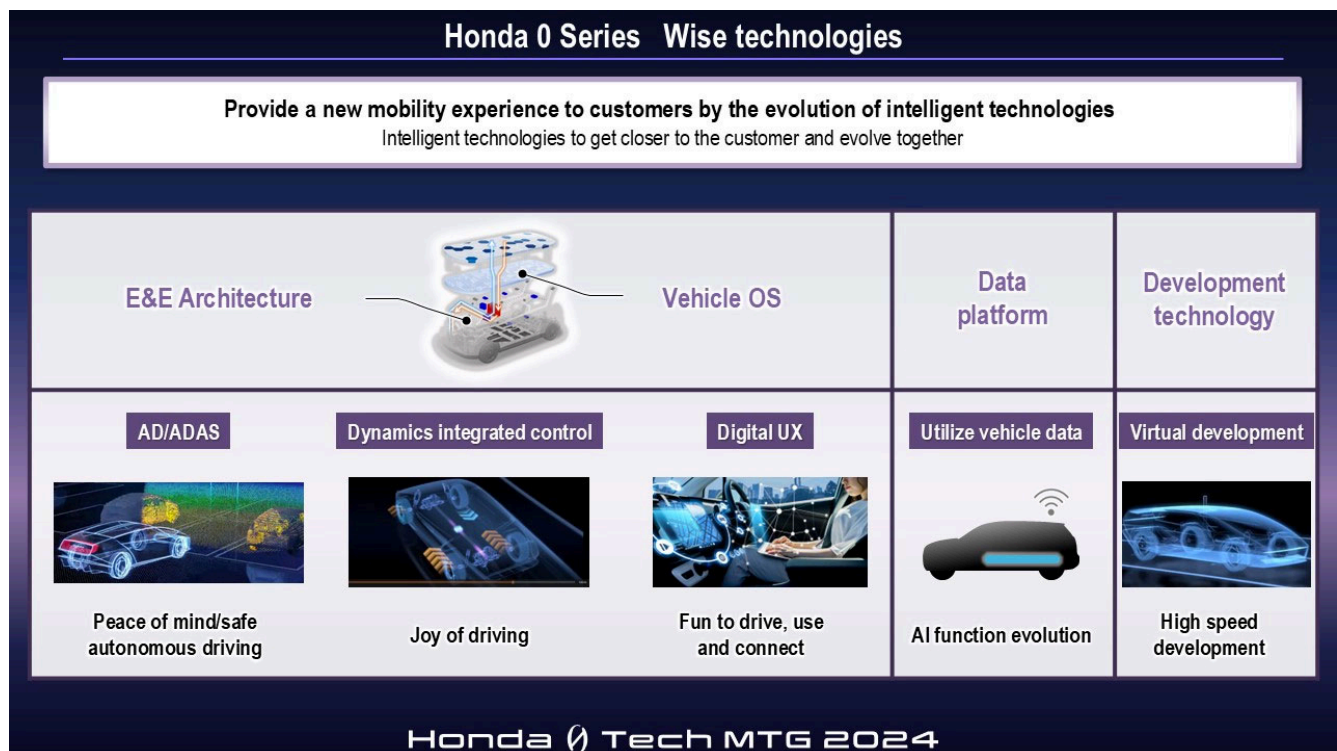 Honda 0 Series Wise technologies
Provide a new mobility experience to customers by the evolution of intelligent technologies
Intelligent technologies to get closer to the customer and evolve together
E&E Architecture
Vehicle OS
Data
platform
Development
technology
AD/ADAS
Dynamics integrated control
Digital UX
Utilize vehicle data
Virtual development
Peace of mind/safe
autonomous driving
Joy of driving
Fun to drive, use
and connect
AI function evolution
High speed
development
Honda 0 Tech MTG 2024